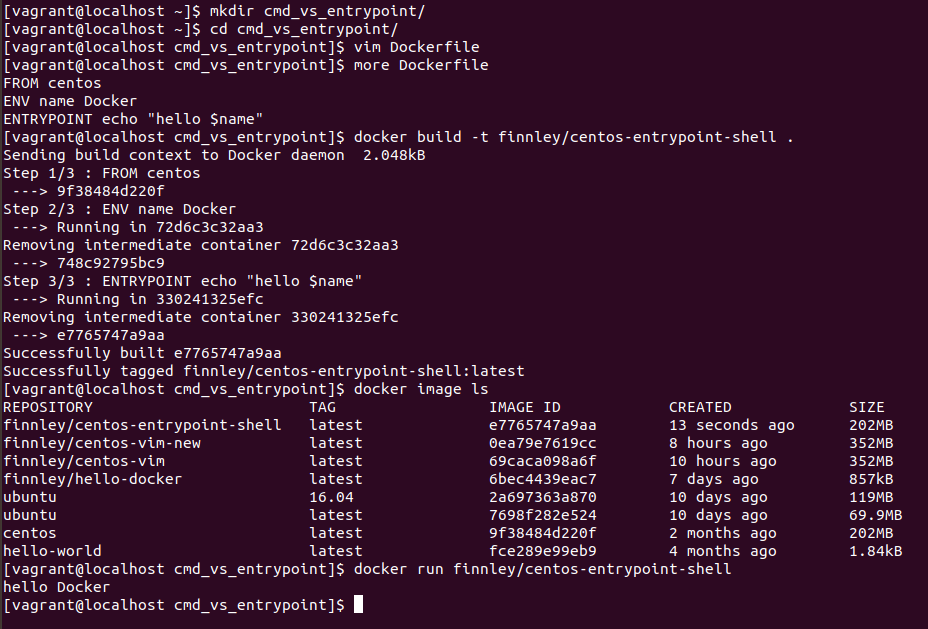 [vagrant@localhost ~]$ mkdir cmd_vs_entrypoint/
[vagrant@localhost ~]$ cd cmd_vs_entrypoint/
[vagrant@localhost cmd_vs_entrypoint]$ vim Dockerfile
[vagrant@localhost cmd_vs_entrypoint]$ more Dockerfile
FROM centos
ENV name Docker
ENTRYPOINT echo "hello $name"
[vagrant@localhost cmd_vs_entrypoint]$ docker build -t finnley/centos-entrypoint-shell .
Sending build context to Docker daemon  2.048kB
Step 1/3 : FROM centos
 ---> 9f38484d220f
Step 2/3 : ENV name Docker
 ---> Running in 72d6c3c32aa3
Removing intermediate container 72d6c3c32aa3
 ---> 748c92795bc9
Step 3/3 : ENTRYPOINT echo "hello $name"
 ---> Running in 330241325efc
Removing intermediate container 330241325efc
 ---> e7765747a9aa
Successfully built e7765747a9aa
Successfully tagged finnley/centos-entrypoint-shell:latest
[vagrant@localhost cmd_vs_entrypoint]$ docker image ls
REPOSITORY                        TAG                 IMAGE ID            CREATED             SIZE
finnley/centos-entrypoint-shell   latest              e7765747a9aa        13 seconds ago      202MB
finnley/centos-vim-new            latest              0ea79e7619cc        8 hours ago         352MB
finnley/centos-vim                latest              69caca098a6f        10 hours ago        352MB
finnley/hello-docker              latest              6bec4439eac7        7 days ago          857kB
ubuntu                            16.04               2a697363a870        10 days ago         119MB
ubuntu                            latest              7698f282e524        10 days ago         69.9MB
centos                            latest              9f38484d220f        2 months ago        202MB
hello-world                       latest              fce289e99eb9        4 months ago        1.84kB
[vagrant@localhost cmd_vs_entrypoint]$ docker run finnley/centos-entrypoint-shell
hello Docker
[vagrant@localhost cmd_vs_entrypoint]$